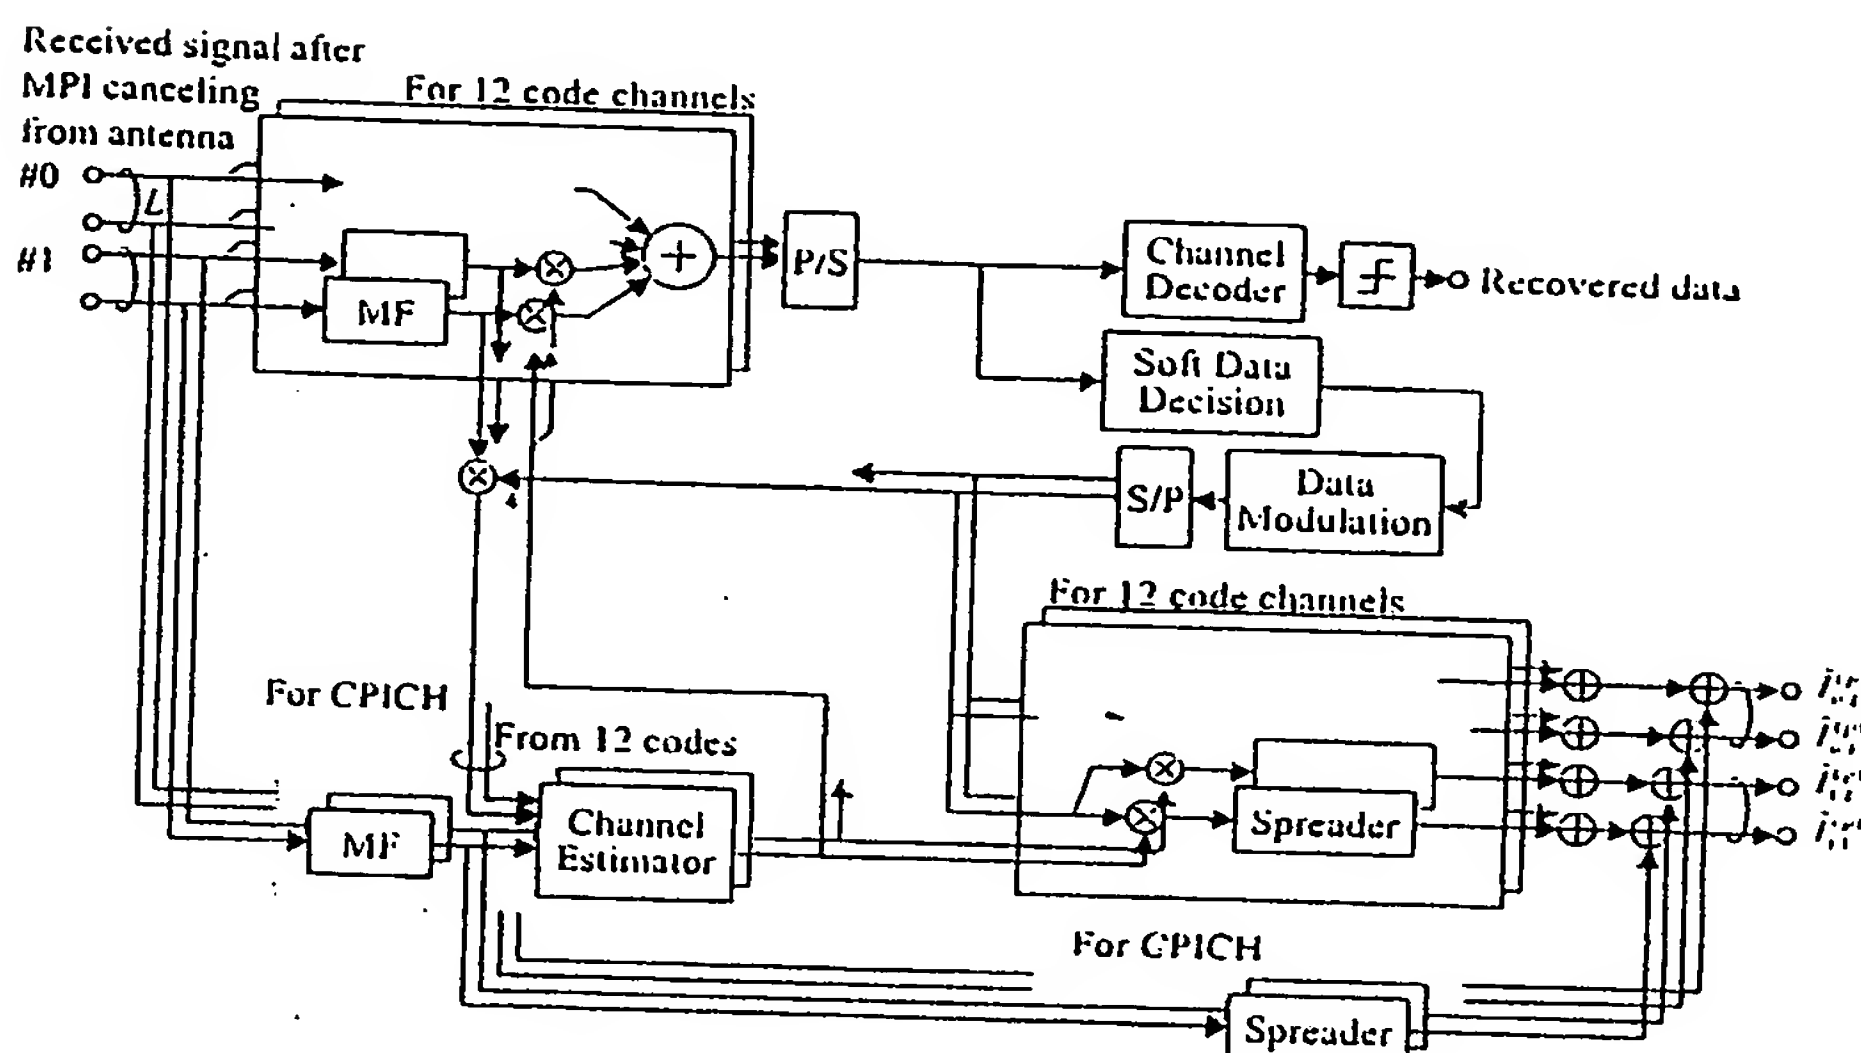 Received signal after
MPI canceling
from antenna
For 12 code channels
#0
L
#1
MF
P/S
Channel
Decoder
Recovered data
Soft Data
Decision
S/P
Data
Modulation
For 12 code channels
For CPICH
From 12 codes
MF
Channel
Estimator
Spreader
For CPICH
Spreader